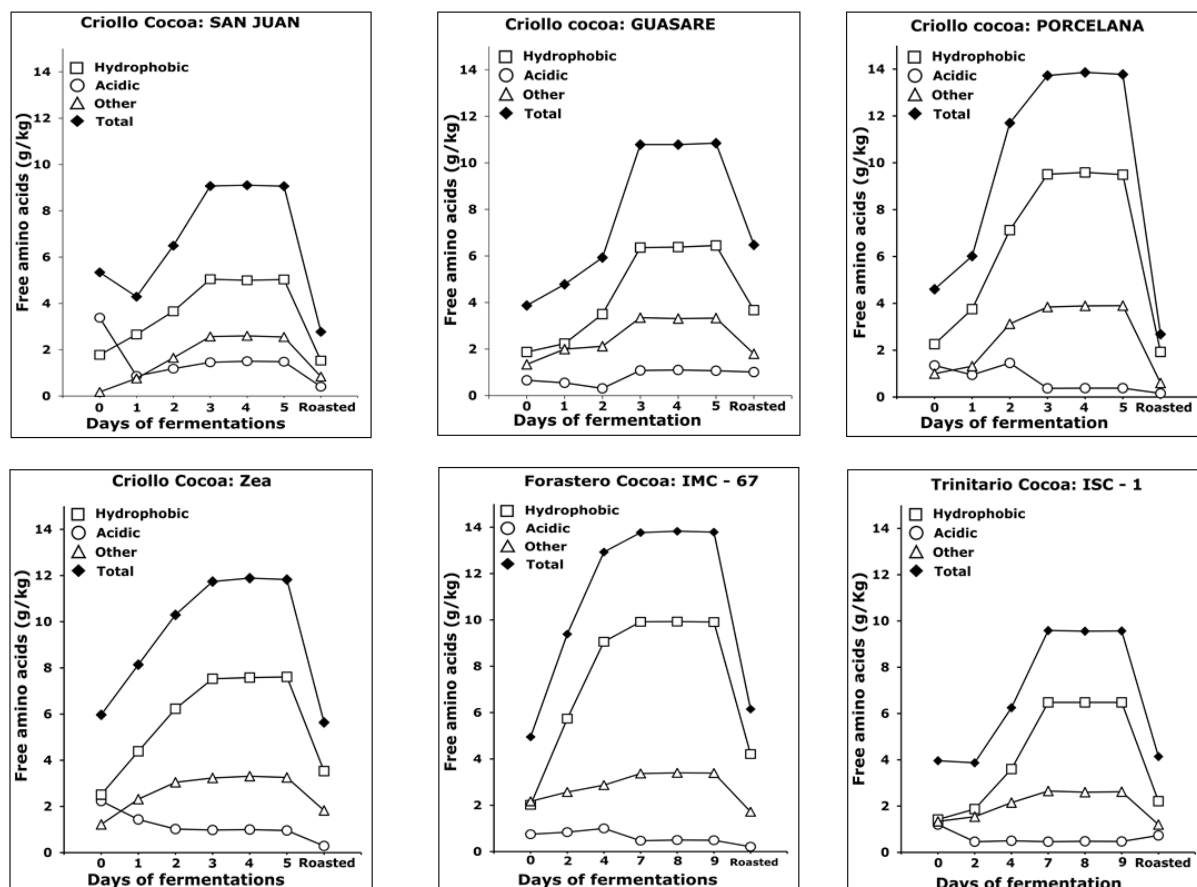 Criollo Cocoa: SAN JUAN
Free amino acids (g/kg)
14
12
10
8
6
4
2
0
Hydrophobic
Acidic
Other
Total
0 1 2 3 4 5 Roasted
Days of fermentations
Criollo cocoa: GUASARE
Free amino acids (g/kg)
14
12
10
8
6
4
2
0
Hydrophobic
Acidic
Other
Total
0 1 2 3 4 5 Roasted
Days of fermentation
Criollo cocoa: PORCELANA
Free amino acids (g/kg)
14
12
10
8
6
4
2
0
Hydrophobic
Acidic
Other
Total
0 1 2 3 4 5 Roasted
Days of fermentation
Criollo Cocoa: Zea
Free amino acids (g/kg)
14
12
10
8
6
4
2
0
Hydrophobic
Acidic
Other
Total
0 1 2 3 4 5 Roasted
Days of fermentations
Forastero Cocoa: IMC - 67
Free amino acids (g/kg)
14
12
10
8
6
4
2
0
Hydrophobic
Acidic
Other
Total
0 2 4 7 8 9 Roasted
Days of fermentations
Trinitario Cocoa: ISC - 1
Free amino acids (g/Kg)
14
12
10
8
6
4
2
0
Hydrophobic
Acidic
Other
Total
0 2 4 7 8 9 Roasted
Days of fermentation